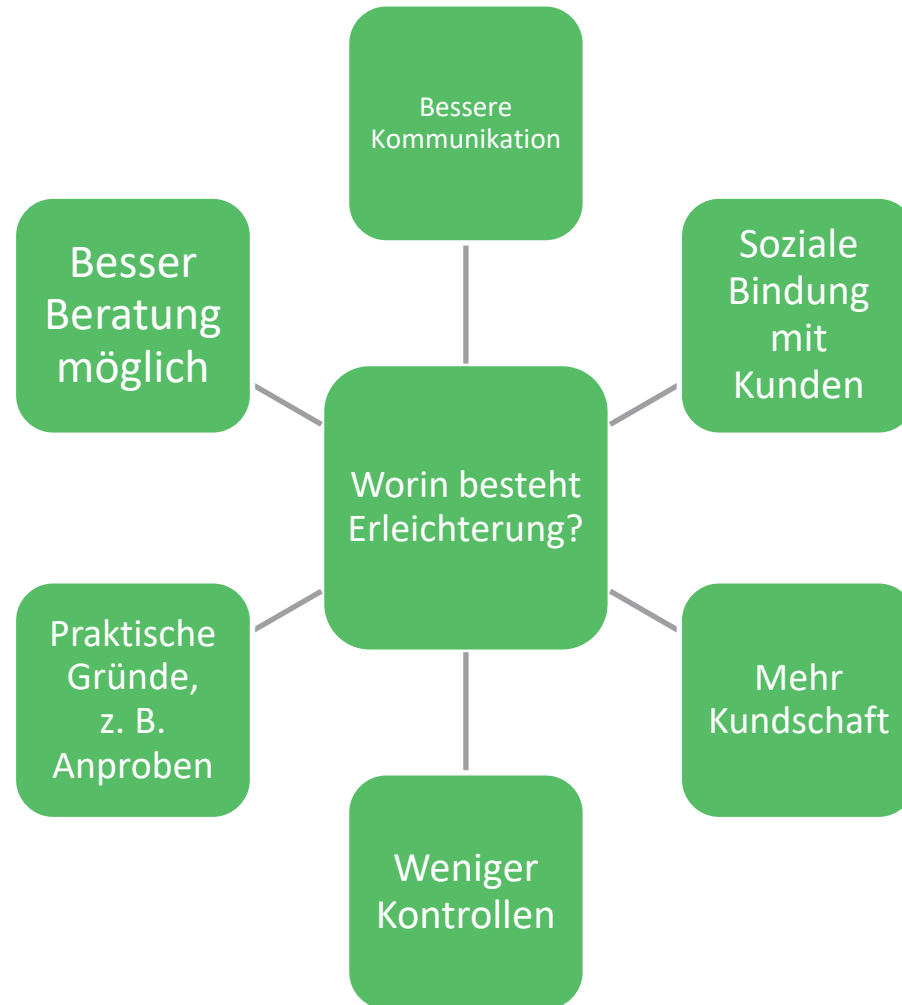 Bessere
Kommunikation
Soziale
Bindung
mit
Kunden
Mehr
Kundschaft
Weniger
Kontrollen
Praktische
Gründe,
z. B.
Anproben
Besser
Beratung
möglich
Worin besteht
Erleichterung?